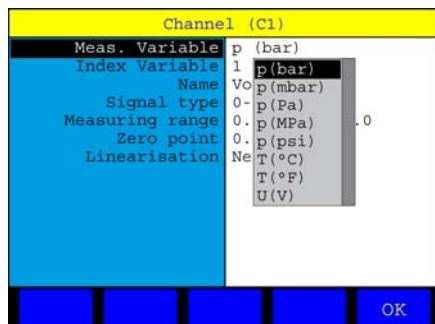 Channel (C1)
Meas. Variable p (bar)
Index Variable 1
p(bar)
Name Vo
p(mbar)
Signal type 0-
p(Pa)
Measuring range 0. .0
p(MPa)
Zero point 0.
p(psi)
Linearisation Ne
T(°C)
T(°F)
U(V)
OK